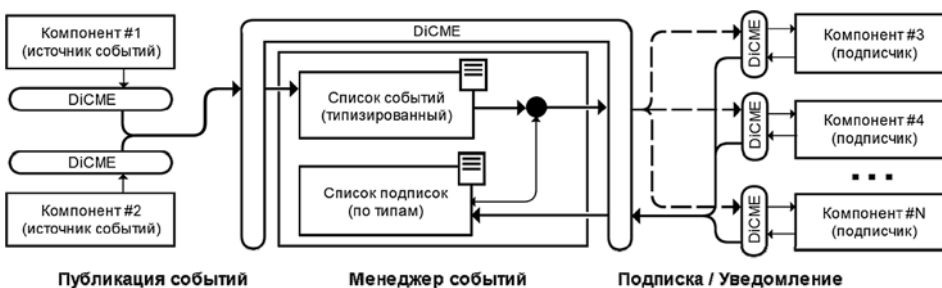 Компонент #1
(источник событий)
DiCME
DiCME
Компонент #2
(источник событий)
DiCME
Список событий
(типизированный)
Список подписок
(по типам)
DiCME
Компонент #3
(подписчик)
DiCME
Компонент #4
(подписчик)
...
DiCME
Компонент #N
(подписчик)
Публикация событий
Менеджер событий
Подписка / Уведомление